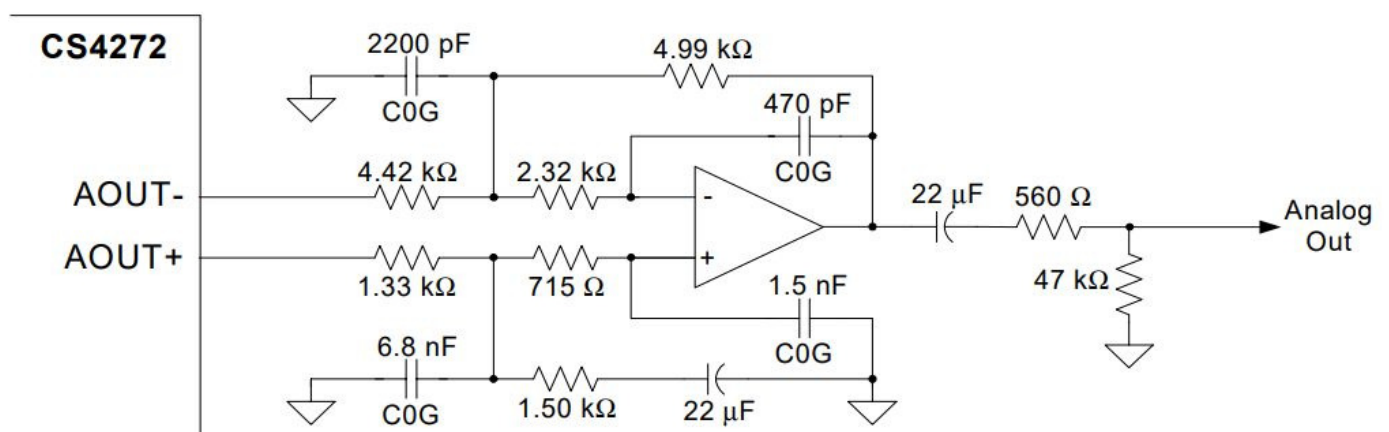 CS4272
2200 pF
C0G
4.99 kΩ
470 pF
C0G
AOUT-
4.42 kΩ
2.32 kΩ
-
22 µF
560 Ω
Analog
Out
AOUT+
1.33 kΩ
715 Ω
+
47 kΩ
1.5 nF
C0G
6.8 nF
C0G
1.50 kΩ
22 µF